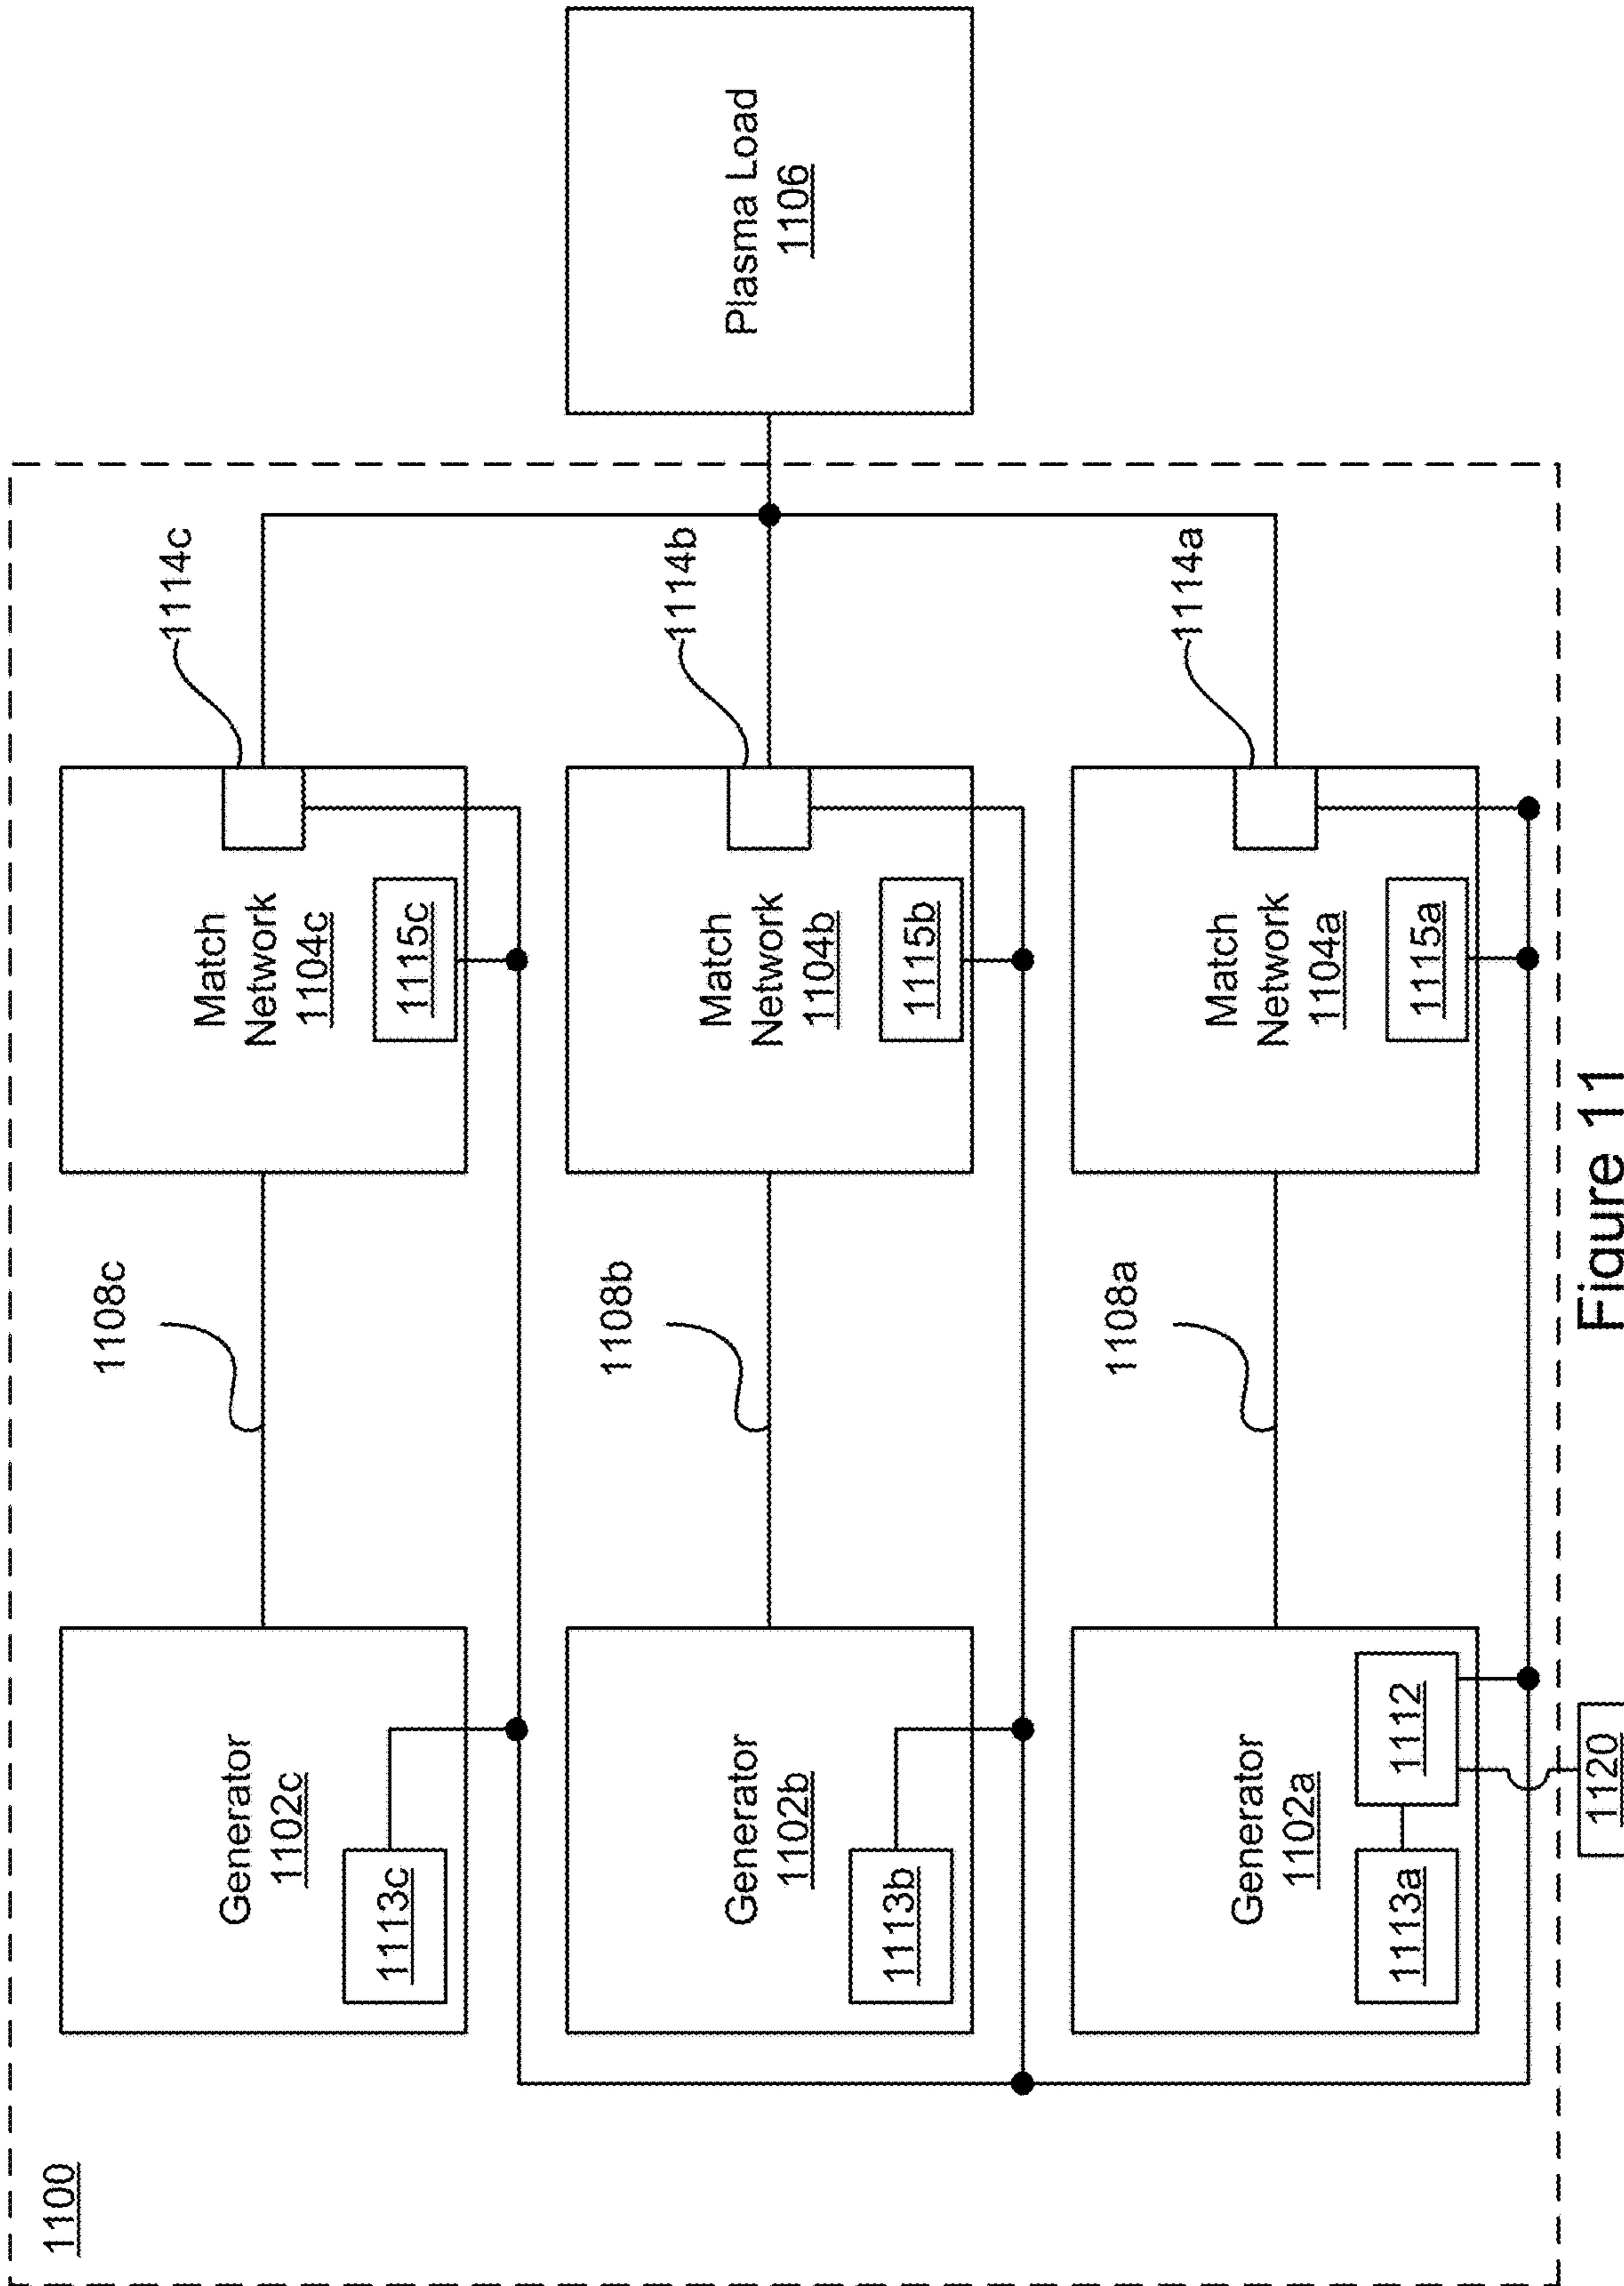 1100
Generator
1102c
1113c
1108c
Match
Network
1104c
1115c
1114c
Generator
1102b
1113b
1108b
Match
Network
1104b
1115b
1114b
Plasma Load
1106
Generator
1102a
1113a
1112
1108a
Match
Network
1104a
1115a
1114a
1120
Figure 11